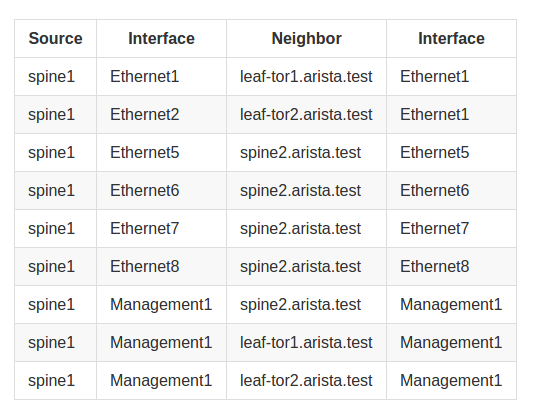 Source Interface Neighbor Interface
spine1 Ethernet1 leaf-tor1.arista.test Ethernet1
spine1 Ethernet2 leaf-tor2.arista.test Ethernet1
spine1 Ethernet5 spine2.arista.test Ethernet5
spine1 Ethernet6 spine2.arista.test Ethernet6
spine1 Ethernet7 spine2.arista.test Ethernet7
spine1 Ethernet8 spine2.arista.test Ethernet8
spine1 Management1 spine2.arista.test Management1
spine1 Management1 leaf-tor1.arista.test Management1
spine1 Management1 leaf-tor2.arista.test Management1